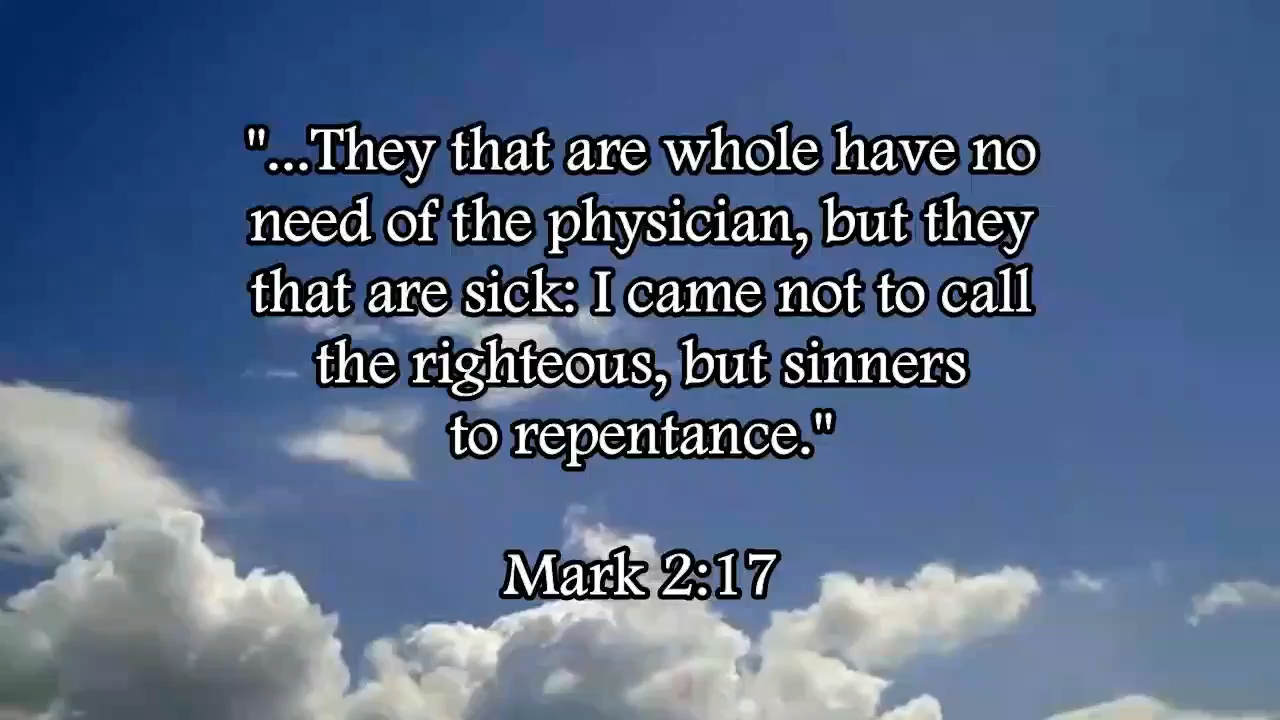 "...They that are whole have no
need of the physician, but they
that are sick: I came not to call
the righteous, but sinners
to repentance."
Mark 2:17